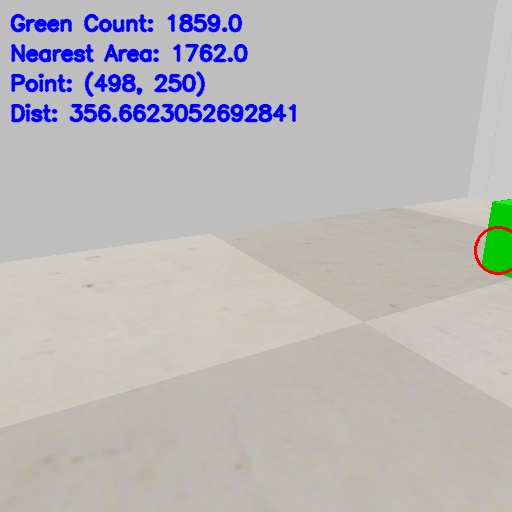 Green Count: 1859.0
Nearest Area: 1762.0
Point: (498, 250)
Dist: 356.6623052692841